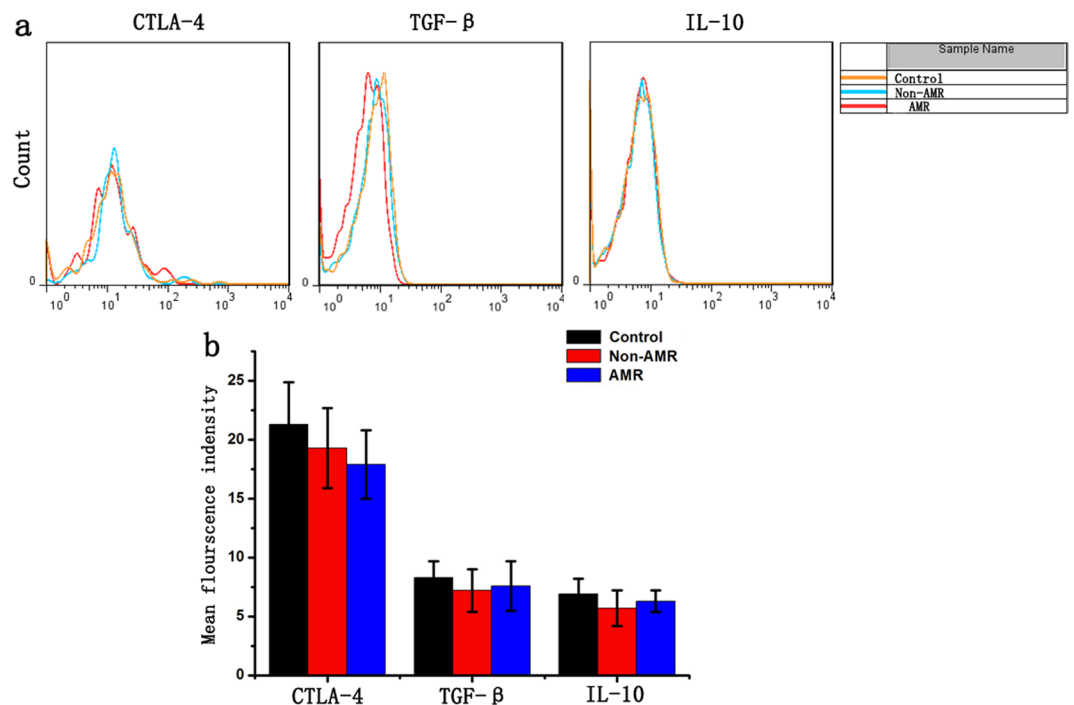 a
CTLA-4
TGF-β
IL-10
Count
0
10^0 10^1 10^2 10^3 10^4
0
10^0 10^1 10^2 10^3 10^4
0
10^0 10^1 10^2 10^3 10^4
Sample Name
Control
Non-AMR
AMR
b
Control
Non-AMR
AMR
Mean flourscence indensity
25
20
15
10
5
0
CTLA-4
TGF-β
IL-10